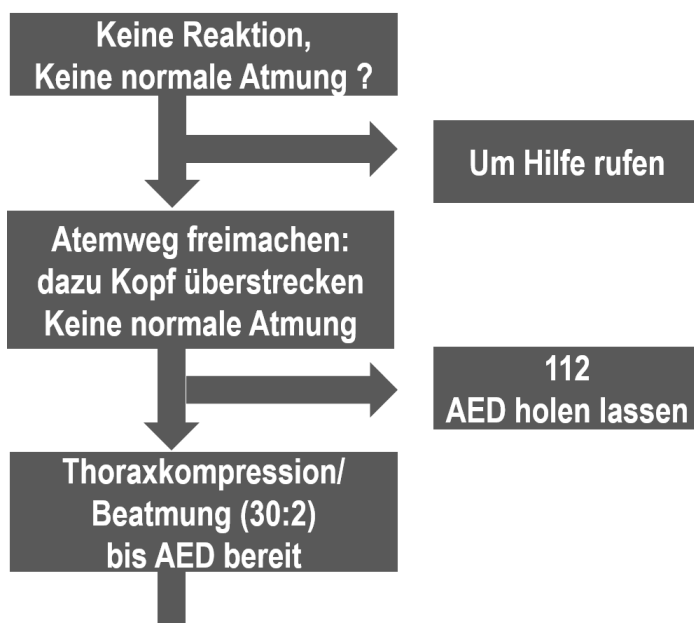 Keine Reaktion,
Keine normale Atmung ?
Um Hilfe rufen
Atemweg freimachen:
dazu Kopf überstrecken
Keine normale Atmung
112
AED holen lassen
Thoraxkompression/
Beatmung (30:2)
bis AED bereit